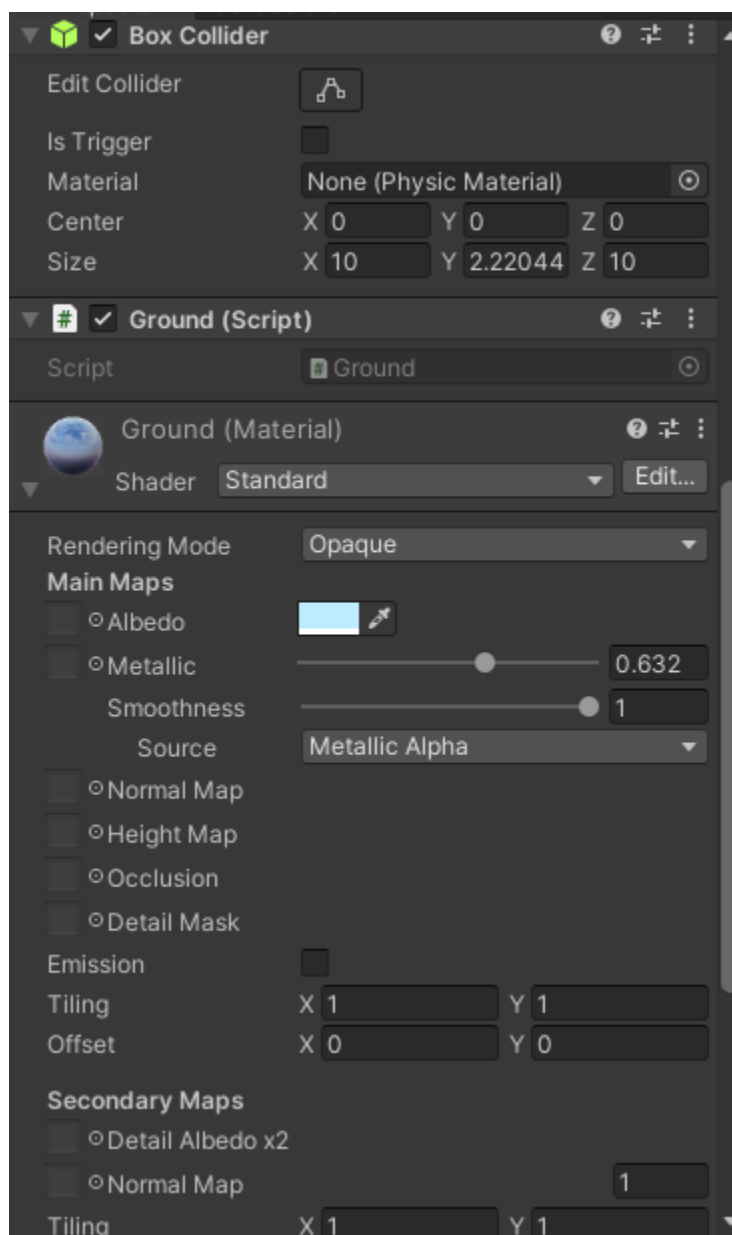 Box Collider
Edit Collider
Is Trigger
Material None (Physic Material)
Center X 0 Y 0 Z 0
Size X 10 Y 2.22044 Z 10
# Ground (Script)
Script # Ground
Ground (Material)
Shader Standard Edit...
Rendering Mode Opaque
Main Maps
Albedo
Metallic 0.632
Smoothness 1
Source Metallic Alpha
Normal Map
Height Map
Occlusion
Detail Mask
Emission
Tiling X 1 Y 1
Offset X 0 Y 0
Secondary Maps
Detail Albedo x2
Normal Map 1
Tiling X 1 Y 1